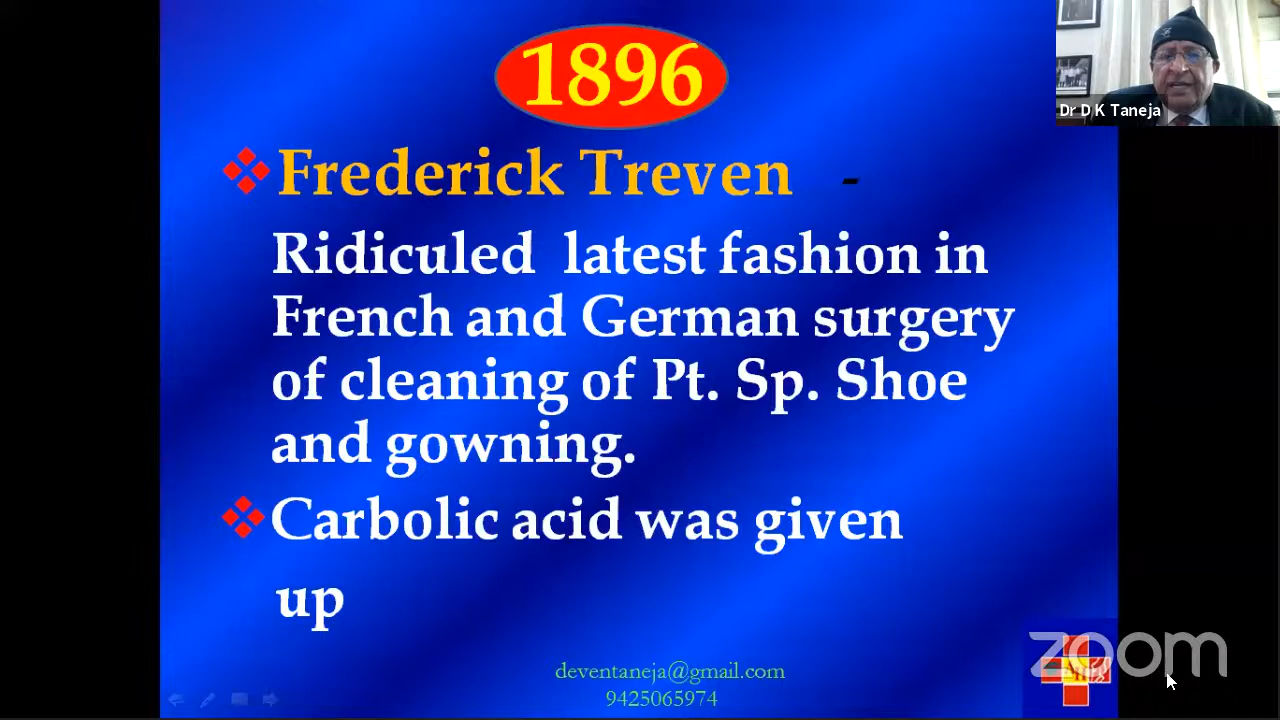 1896
Dr D K Taneja
Frederick Treven -
Ridiculed latest fashion in
French and German surgery
of cleaning of Pt. Sp. Shoe
and gowning.
Carbolic acid was given
up
zoom
deventaneja@gmail.com
9425065974